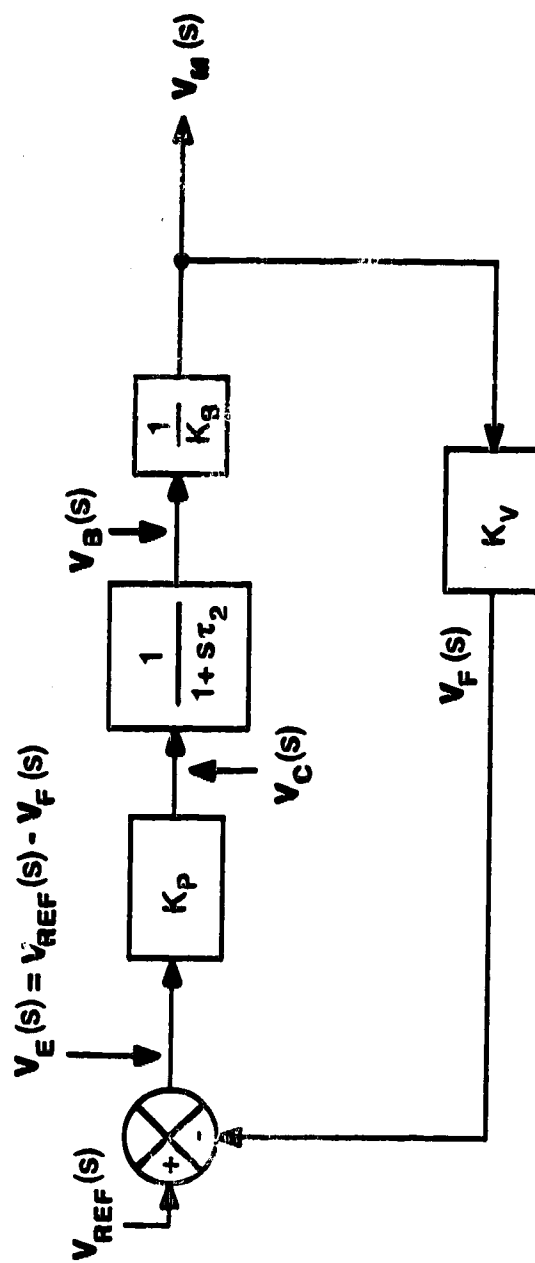 V_REF(s)
+
-
V_E(s) = V_REF(s) - V_F(s)
K_P
V_C(s)
1
1+sτ_2
V_B(s)
1
K_B
V_M(s)
K_V
V_F(s)